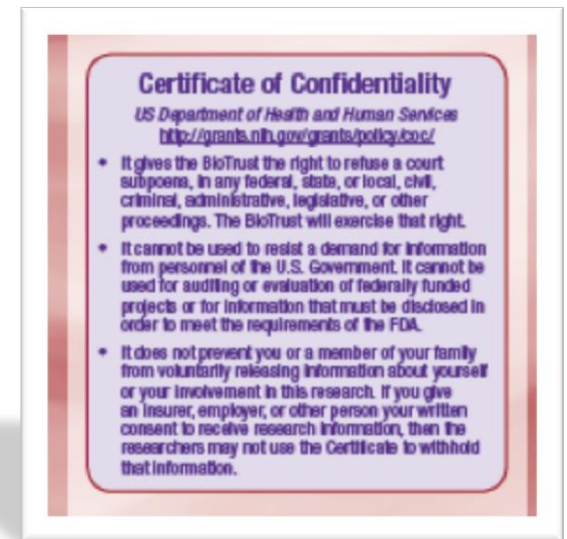 Certificate of Confidentiality
US Department of Health and Human Services
http://grants.nih.gov/grants/policy/coc/
• It gives the BioTrust the right to refuse a court
subpoena, in any federal, state, or local, civil,
criminal, administrative, legislative, or other
proceedings. The BioTrust will exercise that right.
• It cannot be used to resist a demand for information
from personnel of the U.S. Government. It cannot be
used for auditing or evaluation of federally funded
projects or for information that must be disclosed in
order to meet the requirements of the FDA.
• It does not prevent you or a member of your family
from voluntarily releasing information about yourself
or your involvement in this research. If you give
an insurer, employer, or other person your written
consent to receive research information, then the
researchers may not use the Certificate to withhold
that information.